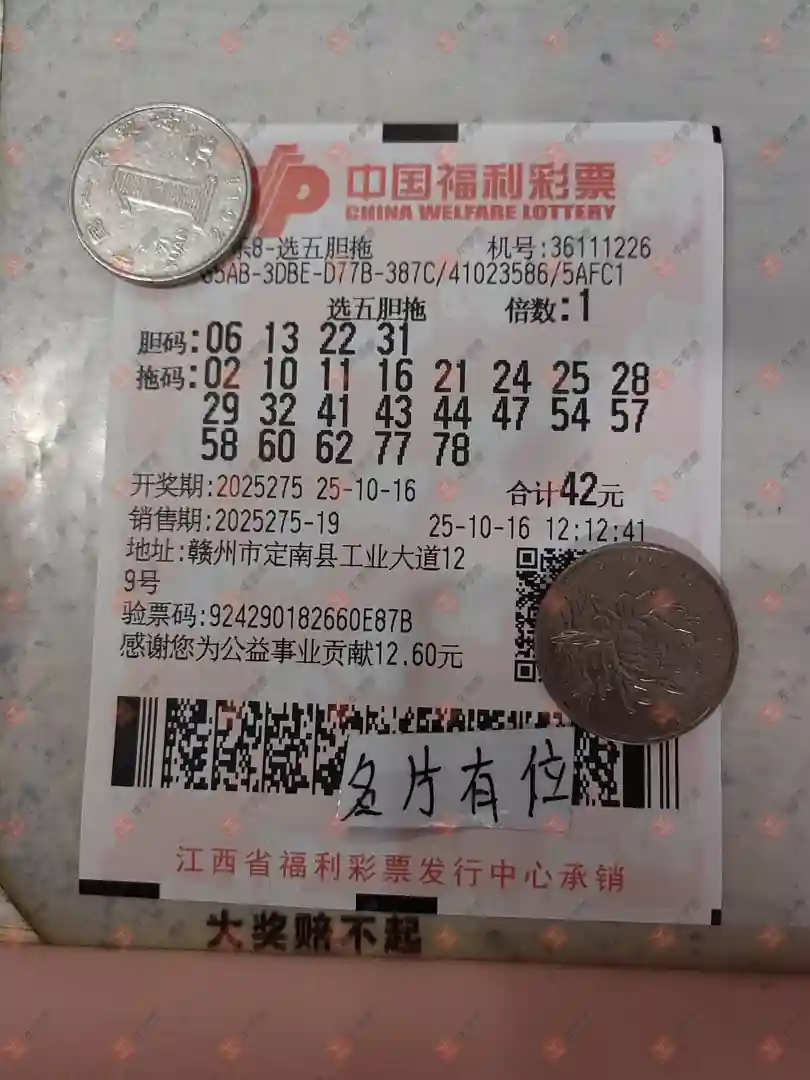 中国福利彩票
CHINA WELFARE LOTTERY
乐8-选五胆拖 机号:36111226
65AB-3DBE-D77B-387C/41023586/5AFC1
选五胆拖 倍数:1
胆码:06 13 22 31
拖码:02 10 11 16 21 24 25 28
29 32 41 43 44 47 54 57
58 60 62 77 78
开奖期:2025275 25-10-16 合计42元
销售期:2025275-19 25-10-16 12:12:41
地址:赣州市定南县工业大道12
9号
验票码:924290182660E87B
感谢您为公益事业贡献12.60元
名片有位
江西省福利彩票发行中心承销
大奖赔不起